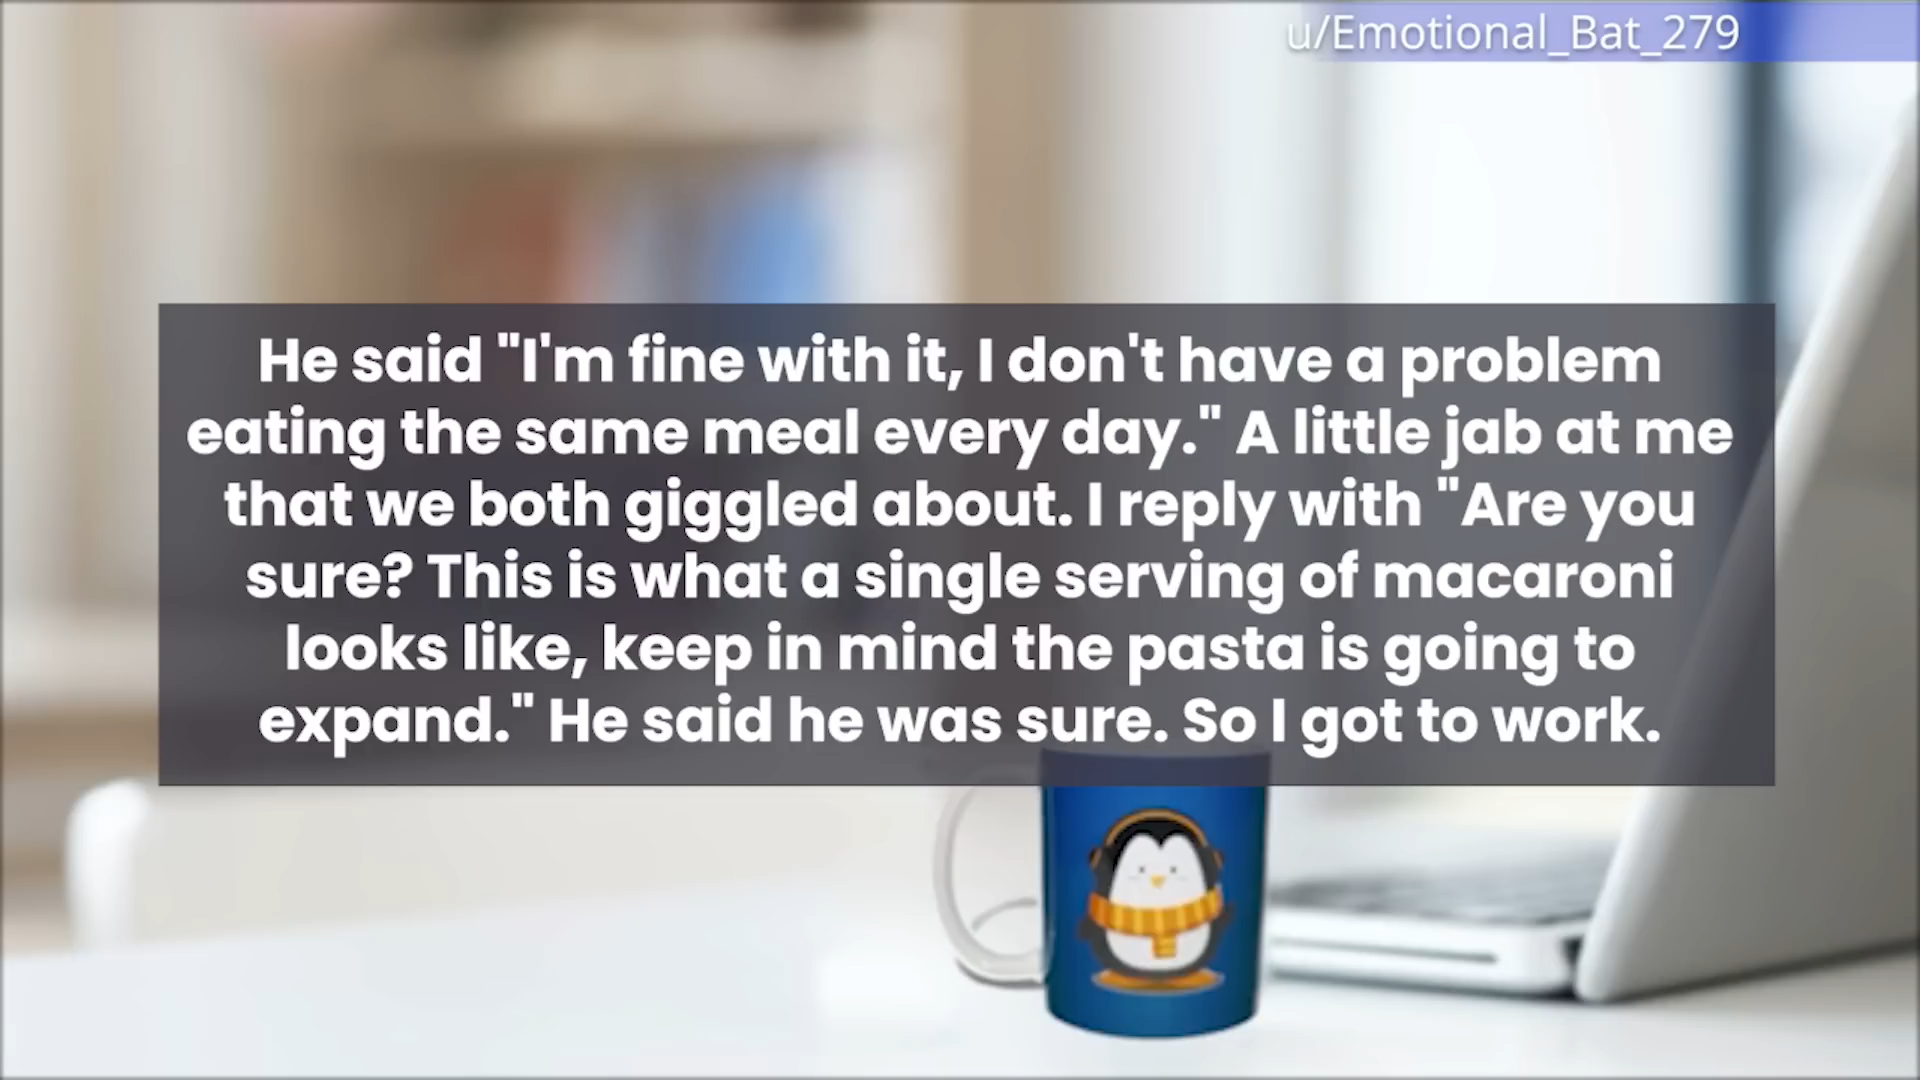 u/Emotional_Bat_279
He said "I'm fine with it, I don't have a problem
eating the same meal every day." A little jab at me
that we both giggled about. I reply with "Are you
sure? This is what a single serving of macaroni
looks like, keep in mind the pasta is going to
expand." He said he was sure. So I got to work.